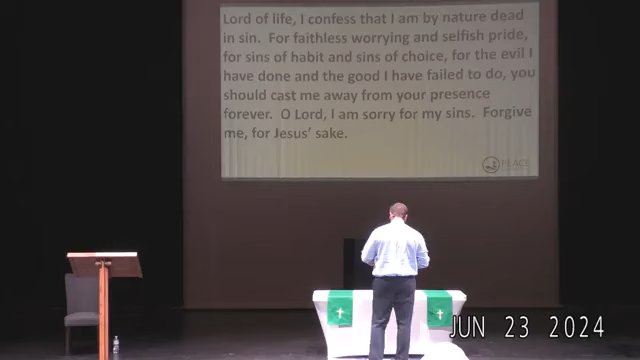 Lord of life, I confess that I am by nature dead
in sin.  For faithless worrying and selfish pride,
for sins of habit and sins of choice, for the evil I
have done and the good I have failed to do, you
should cast me away from your presence
forever.  O Lord, I am sorry for my sins.  Forgive
me, for Jesus’ sake.
PEACE
JUN 23 2024